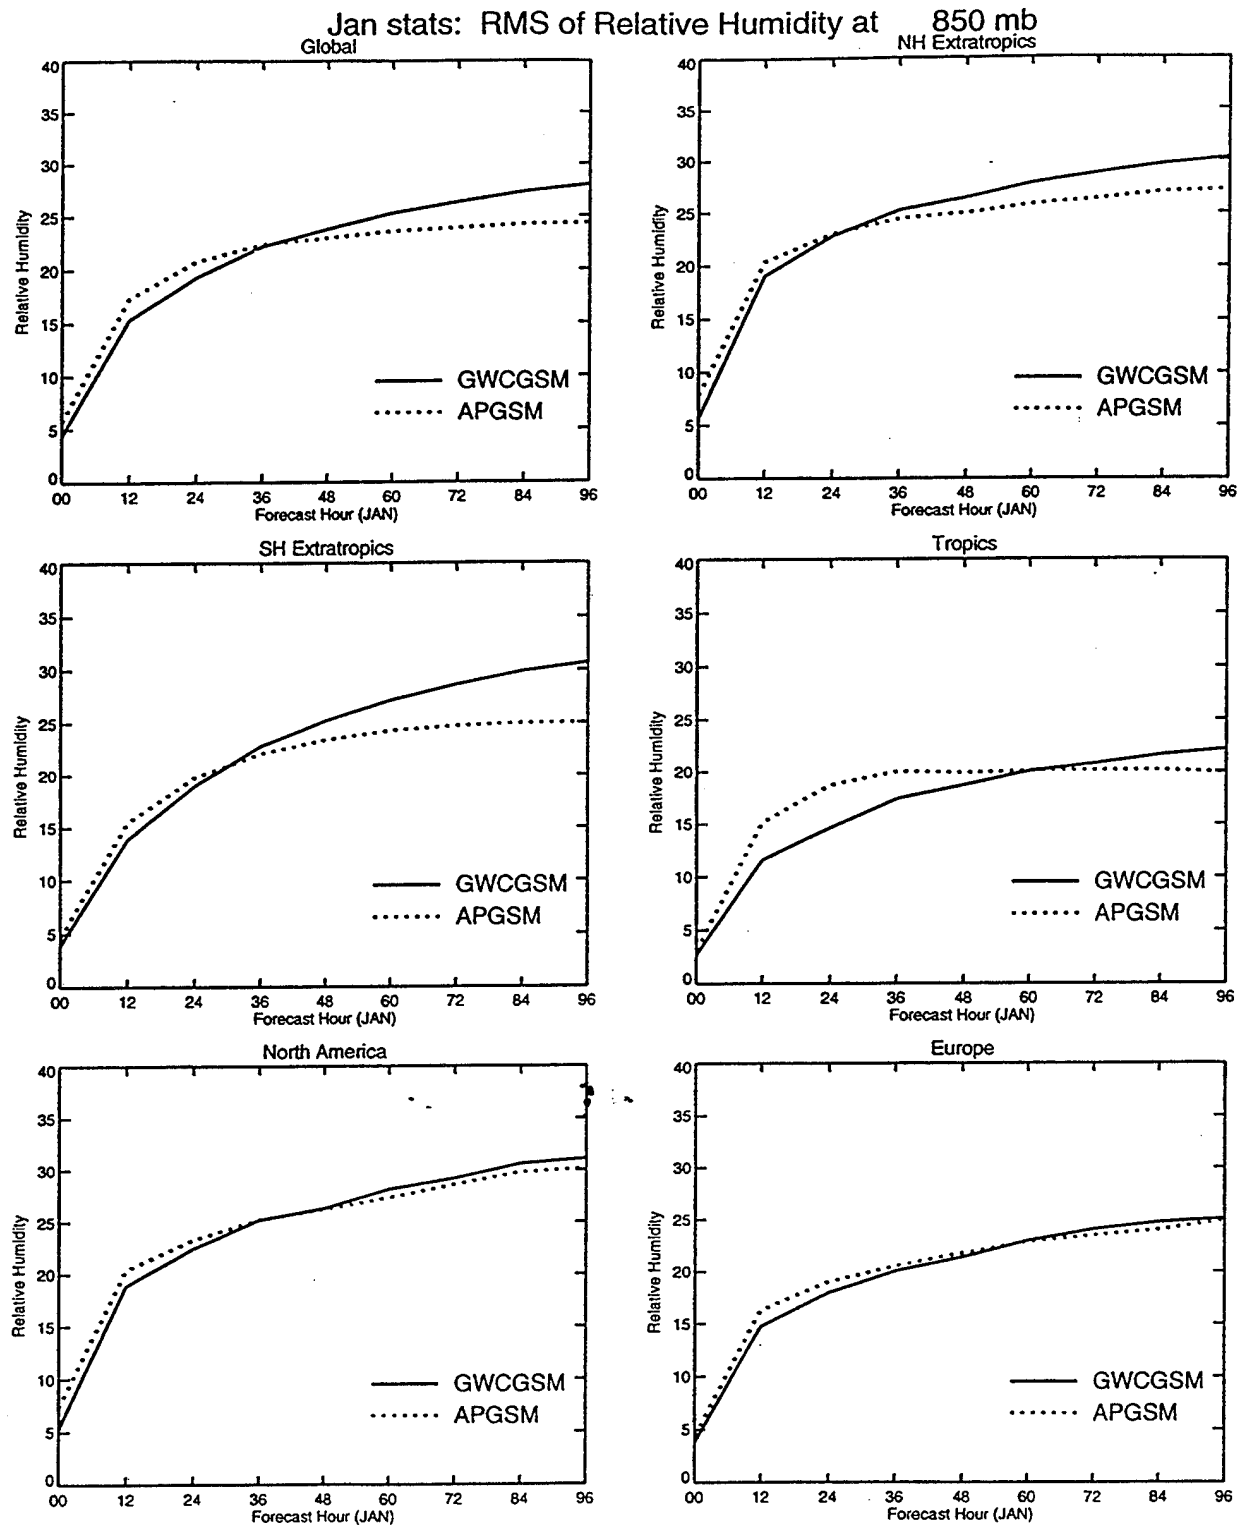 Jan stats: RMS of Relative Humidity at 850 mb
Global
40
35
30
25
20
15
10
5
0
Relative Humidity
GWCGSM
APGSM
00 12 24 36 48 60 72 84 96
Forecast Hour (JAN)
NH Extratropics
40
35
30
25
20
15
10
5
0
Relative Humidity
GWCGSM
APGSM
00 12 24 36 48 60 72 84 96
Forecast Hour (JAN)
SH Extratropics
40
35
30
25
20
15
10
5
0
Relative Humidity
GWCGSM
APGSM
00 12 24 36 48 60 72 84 96
Forecast Hour (JAN)
Tropics
40
35
30
25
20
15
10
5
0
Relative Humidity
GWCGSM
APGSM
00 12 24 36 48 60 72 84 96
Forecast Hour (JAN)
North America
40
35
30
25
20
15
10
5
0
Relative Humidity
GWCGSM
APGSM
00 12 24 36 48 60 72 84 96
Forecast Hour (JAN)
Europe
40
35
30
25
20
15
10
5
0
Relative Humidity
GWCGSM
APGSM
00 12 24 36 48 60 72 84 96
Forecast Hour (JAN)